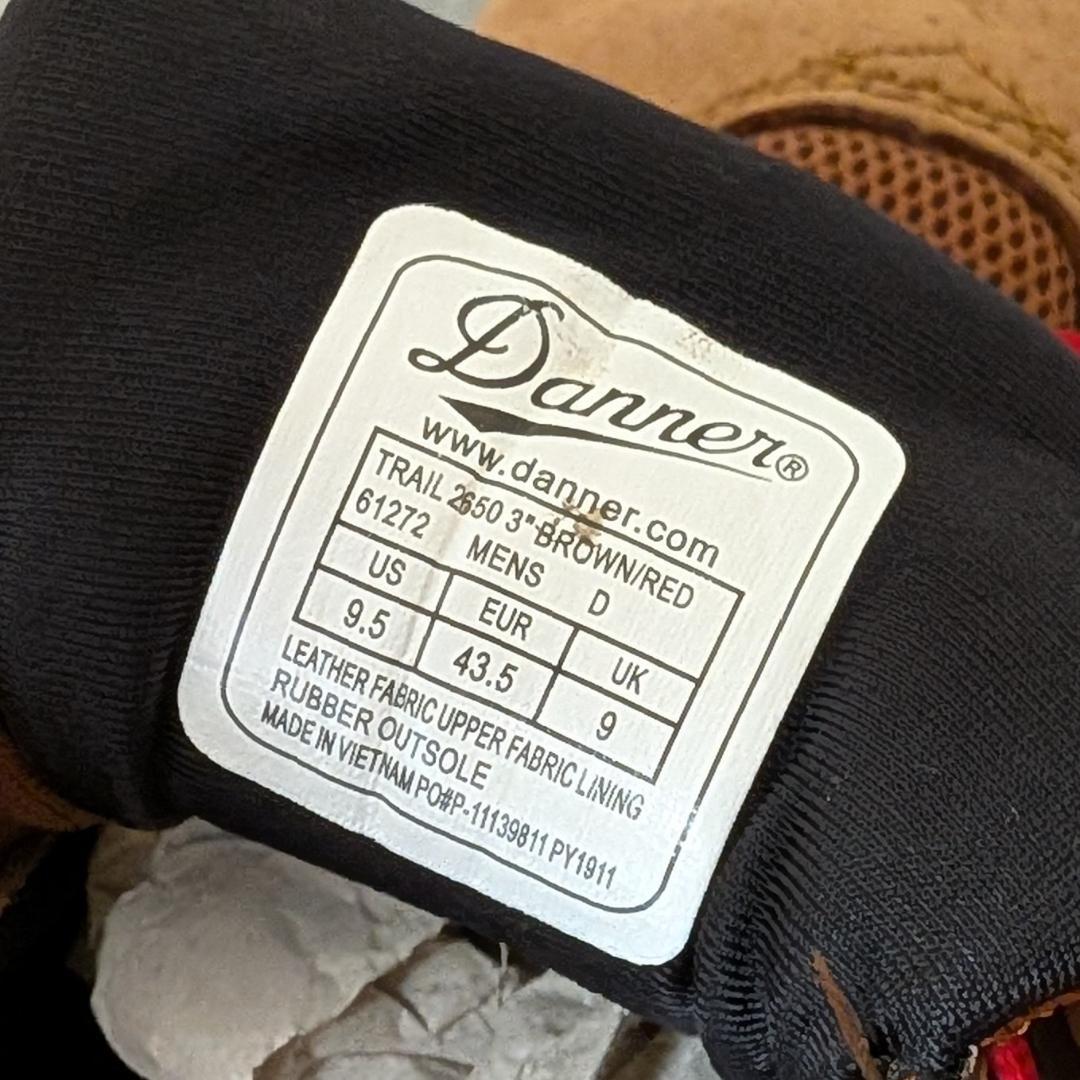 Danner®
www.danner.com
TRAIL 2650 3" BROWN/RED
61272 MENS D
US EUR UK
9.5 43.5 9
LEATHER FABRIC UPPER FABRIC LINING
RUBBER OUTSOLE
MADE IN VIETNAM PO#P-11139811 PY1911